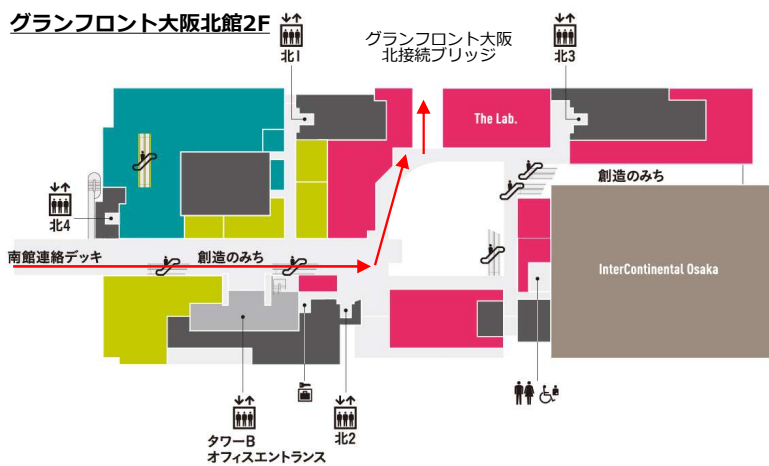 グランフロント大阪北館2F
北1
グランフロント大阪
北接続ブリッジ
北3
The Lab.
創造のみち
北4
南館連絡デッキ
創造のみち
InterContinental Osaka
北2
タワーB
オフィスエントランス